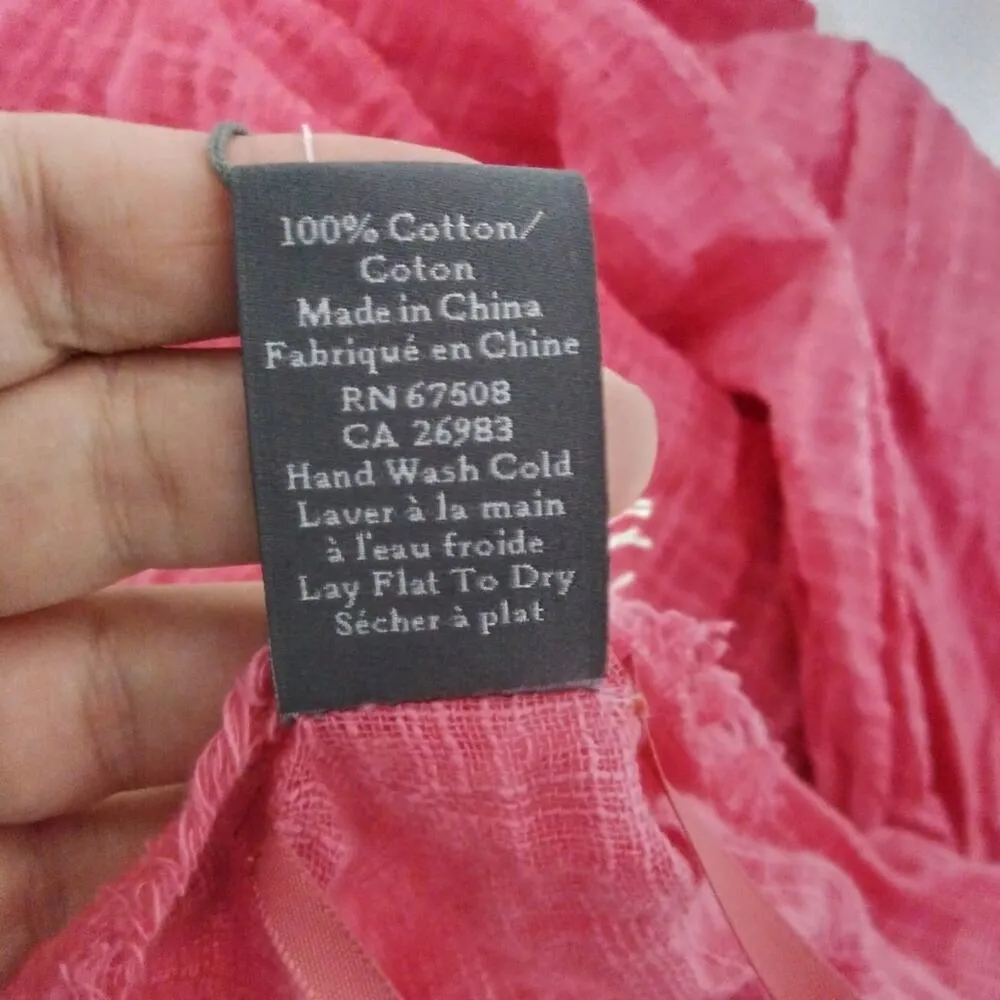 100% Cotton/
Coton
Made in China
Fabriqué en Chine
RN 67508
CA 26983
Hand Wash Cold
Laver à la main
à l'eau froide
Lay Flat To Dry
Sécher à plat